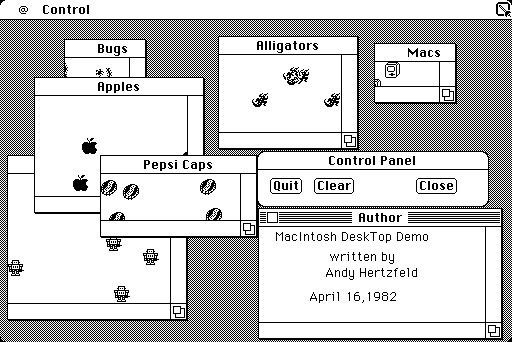 @ Control
Bugs
Alligators
Macs
Apples
Pepsi Caps
Control Panel
Quit Clear Close
Author
MacIntosh DeskTop Demo
written by
Andy Hertzfeld
April 16,1982